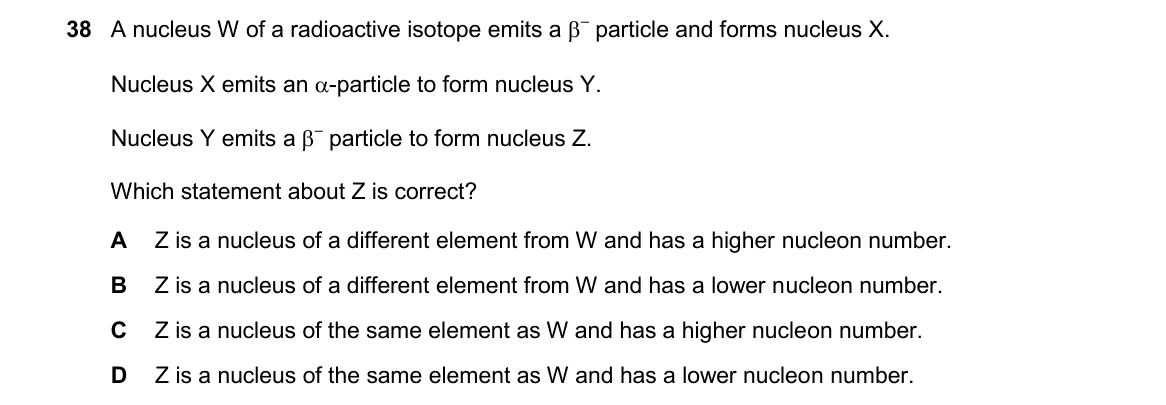 38 A nucleus W of a radioactive isotope emits a β⁻ particle and forms nucleus X.
Nucleus X emits an α-particle to form nucleus Y.
Nucleus Y emits a β⁻ particle to form nucleus Z.
Which statement about Z is correct?
A Z is a nucleus of a different element from W and has a higher nucleon number.
B Z is a nucleus of a different element from W and has a lower nucleon number.
C Z is a nucleus of the same element as W and has a higher nucleon number.
D Z is a nucleus of the same element as W and has a lower nucleon number.